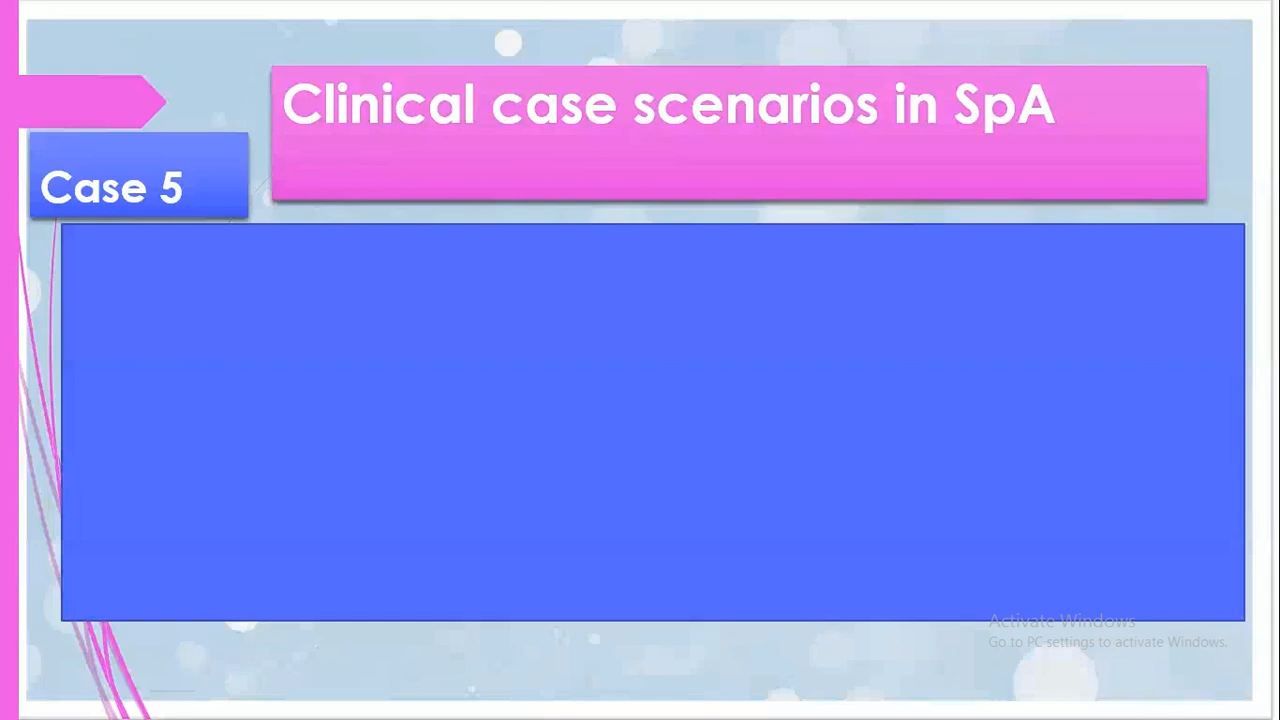 Clinical case scenarios in SpA
Case 5
Activate Windows
Go to PC settings to activate Windows.